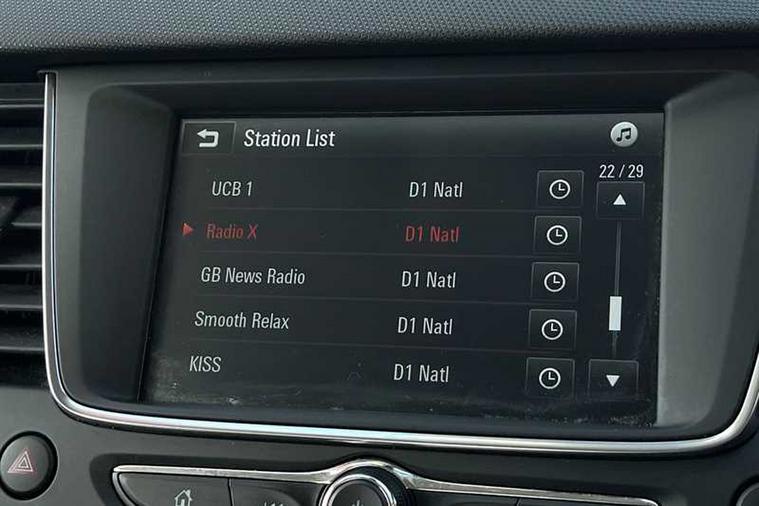 Station List
22 / 29
UCB 1 D1 Natl
Radio X D1 Natl
GB News Radio D1 Natl
Smooth Relax D1 Natl
KISS D1 Natl